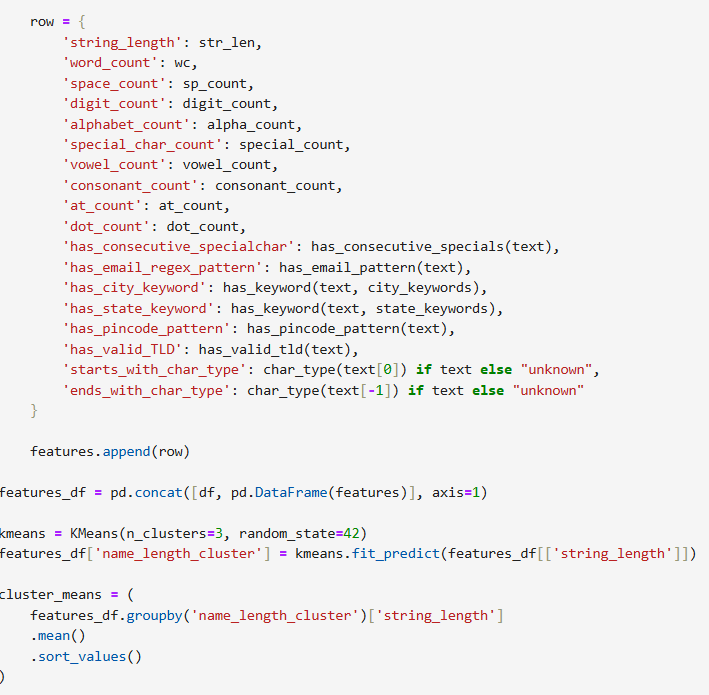 row = {
'string_length': str_len,
'word_count': wc,
'space_count': sp_count,
'digit_count': digit_count,
'alphabet_count': alpha_count,
'special_char_count': special_count,
'vowel_count': vowel_count,
'consonant_count': consonant_count,
'at_count': at_count,
'dot_count': dot_count,
'has_consecutive_specialchar': has_consecutive_specials(text),
'has_email_regex_pattern': has_email_pattern(text),
'has_city_keyword': has_keyword(text, city_keywords),
'has_state_keyword': has_keyword(text, state_keywords),
'has_pincode_pattern': has_pincode_pattern(text),
'has_valid_TLD': has_valid_tld(text),
'starts_with_char_type': char_type(text[0]) if text else "unknown",
'ends_with_char_type': char_type(text[-1]) if text else "unknown"
}
features.append(row)
features_df = pd.concat([df, pd.DataFrame(features)], axis=1)
kmeans = KMeans(n_clusters=3, random_state=42)
features_df['name_length_cluster'] = kmeans.fit_predict(features_df[['string_length']])
cluster_means = (
features_df.groupby('name_length_cluster')['string_length']
.mean()
.sort_values()
)